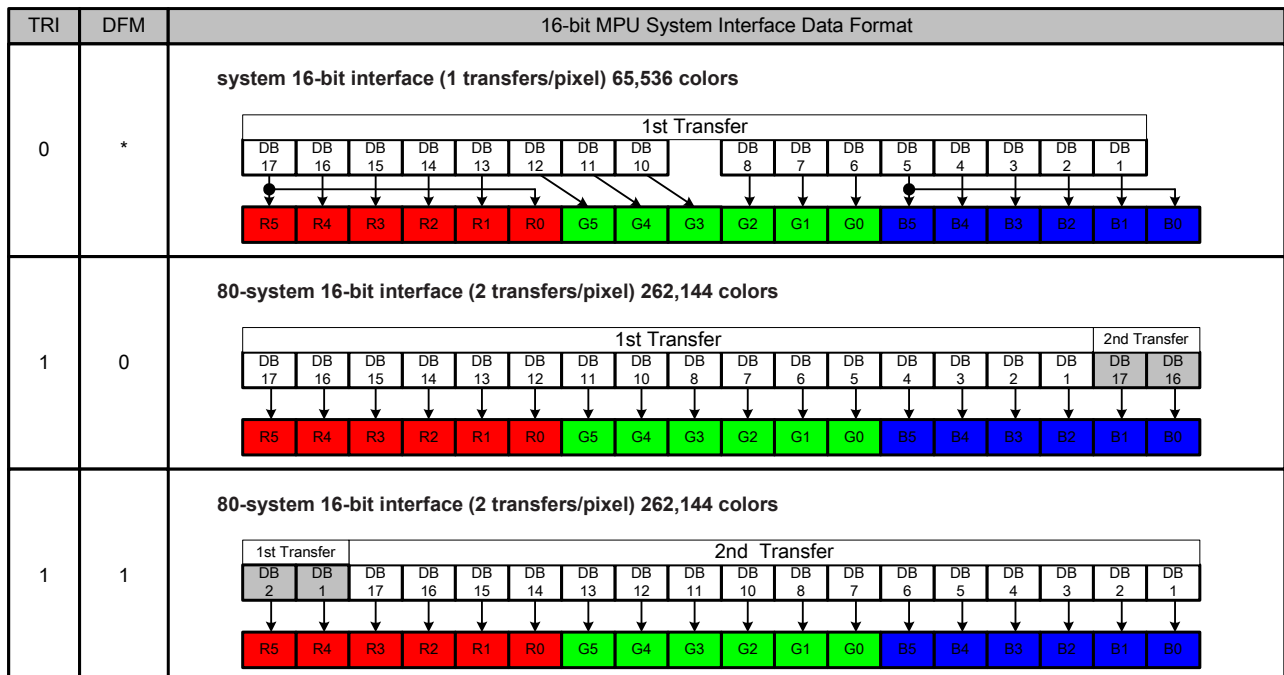 TRI DFM 16-bit MPU System Interface Data Format
system 16-bit interface (1 transfers/pixel) 65,536 colors
1st Transfer
DB DB DB DB DB DB DB DB DB DB DB DB DB DB DB DB
17 16 15 14 13 12 11 10 8 7 6 5 4 3 2 1
0 *
R5 R4 R3 R2 R1 R0 G5 G4 G3 G2 G1 G0 B5 B4 B3 B2 B1 B0
80-system 16-bit interface (2 transfers/pixel) 262,144 colors
1st Transfer 2nd Transfer
DB DB DB DB DB DB DB DB DB DB DB DB DB DB DB DB DB DB
17 16 15 14 13 12 11 10 8 7 6 5 4 3 2 1 17 16
1 0
R5 R4 R3 R2 R1 R0 G5 G4 G3 G2 G1 G0 B5 B4 B3 B2 B1 B0
80-system 16-bit interface (2 transfers/pixel) 262,144 colors
1st Transfer 2nd Transfer
DB DB DB DB DB DB DB DB DB DB DB DB DB DB DB DB DB DB
2 1 17 16 15 14 13 12 11 10 8 7 6 5 4 3 2 1
1 1
R5 R4 R3 R2 R1 R0 G5 G4 G3 G2 G1 G0 B5 B4 B3 B2 B1 B0